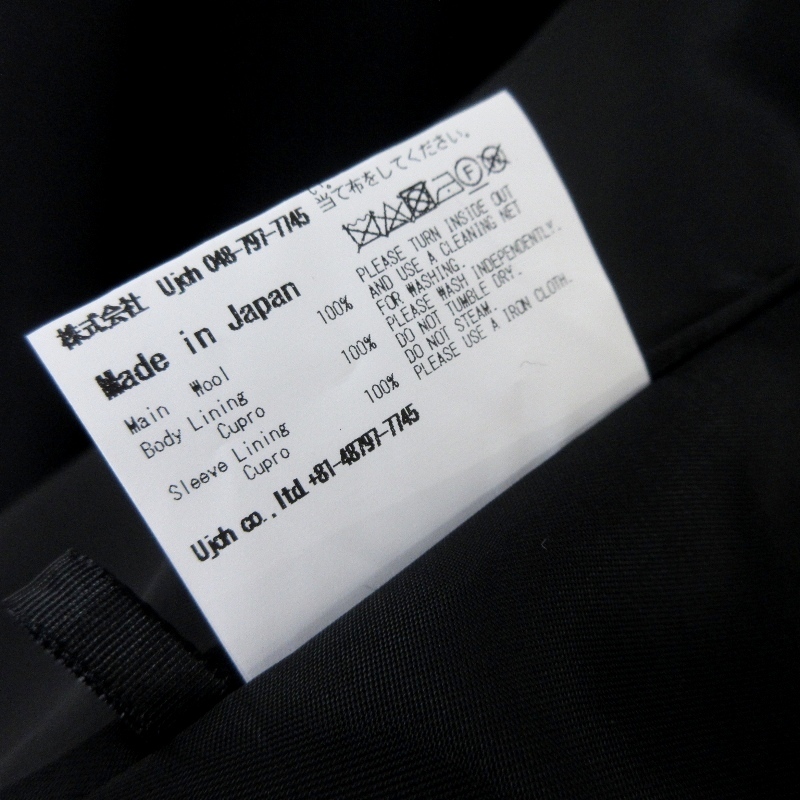 当て布をしてください。
株式会社 Ujoh 048-797-7745
Made in Japan
Main Wool 100%
Body Lining
Cupro 100%
Sleeve Lining
Cupro 100%
Ujoh co.,ltd +81-48797-7745
PLEASE TURN INSIDE OUT
AND USE A CLEANING NET
FOR WASHING.
PLEASE WASH INDEPENDENTLY.
DO NOT TUMBLE DRY.
DO NOT STEAM.
PLEASE USE A IRON CLOTH.